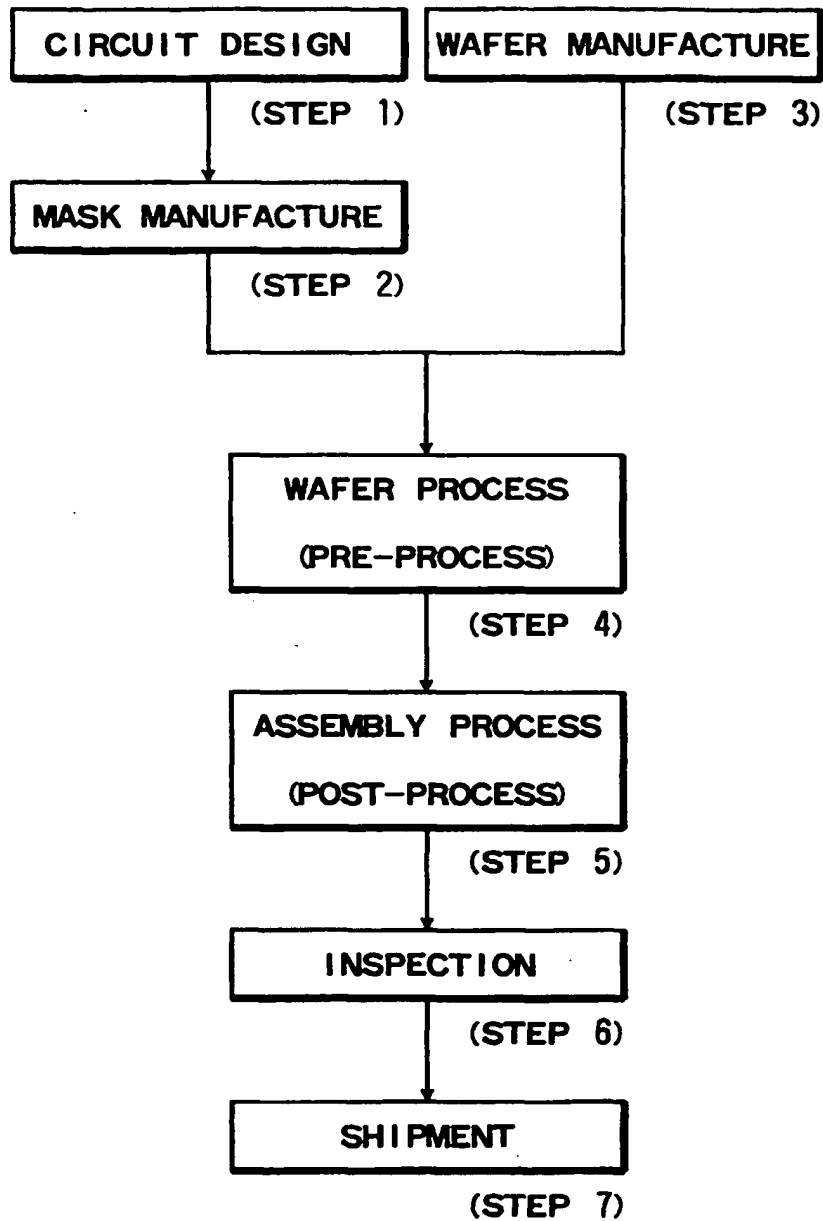 CIRCUIT DESIGN
(STEP 1)
MASK MANUFACTURE
(STEP 2)
WAFER MANUFACTURE
(STEP 3)
WAFER PROCESS
(PRE-PROCESS)
(STEP 4)
ASSEMBLY PROCESS
(POST-PROCESS)
(STEP 5)
INSPECTION
(STEP 6)
SHIPMENT
(STEP 7)